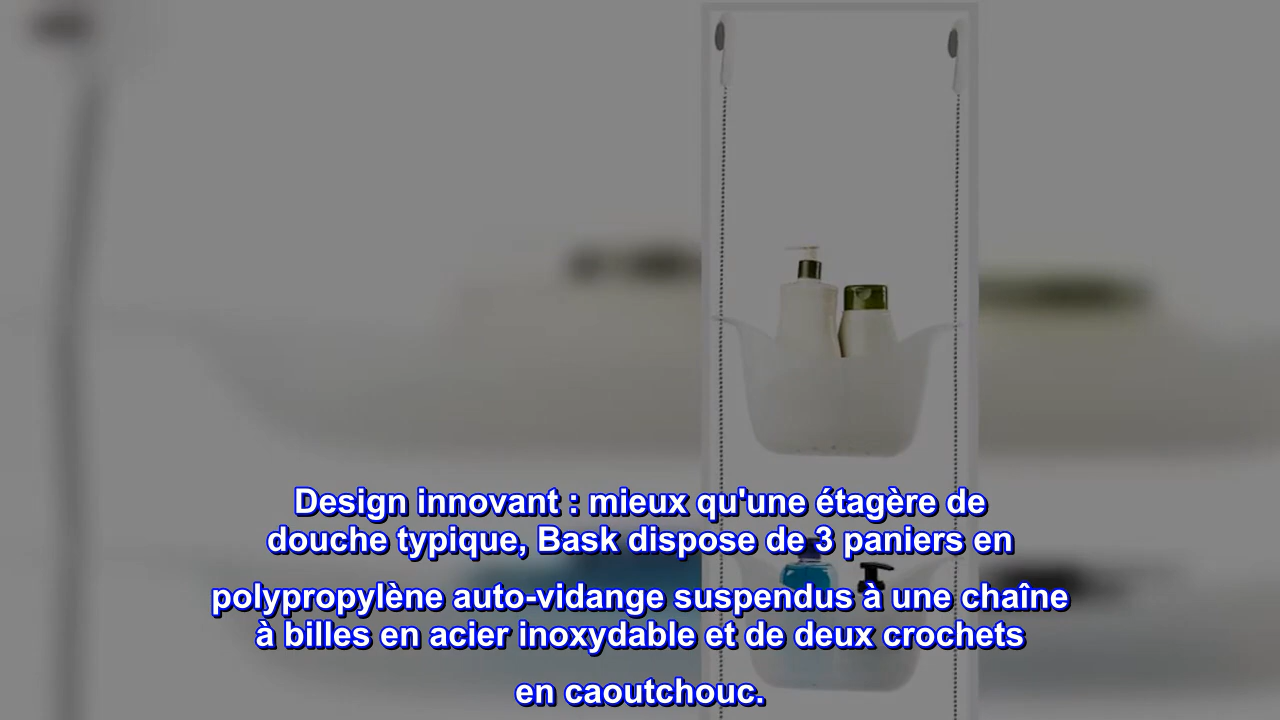 Design innovant : mieux qu'une étagère de
douche typique, Bask dispose de 3 paniers en
polypropylène auto-vidange suspendus à une chaîne
à billes en acier inoxydable et de deux crochets
en caoutchouc.